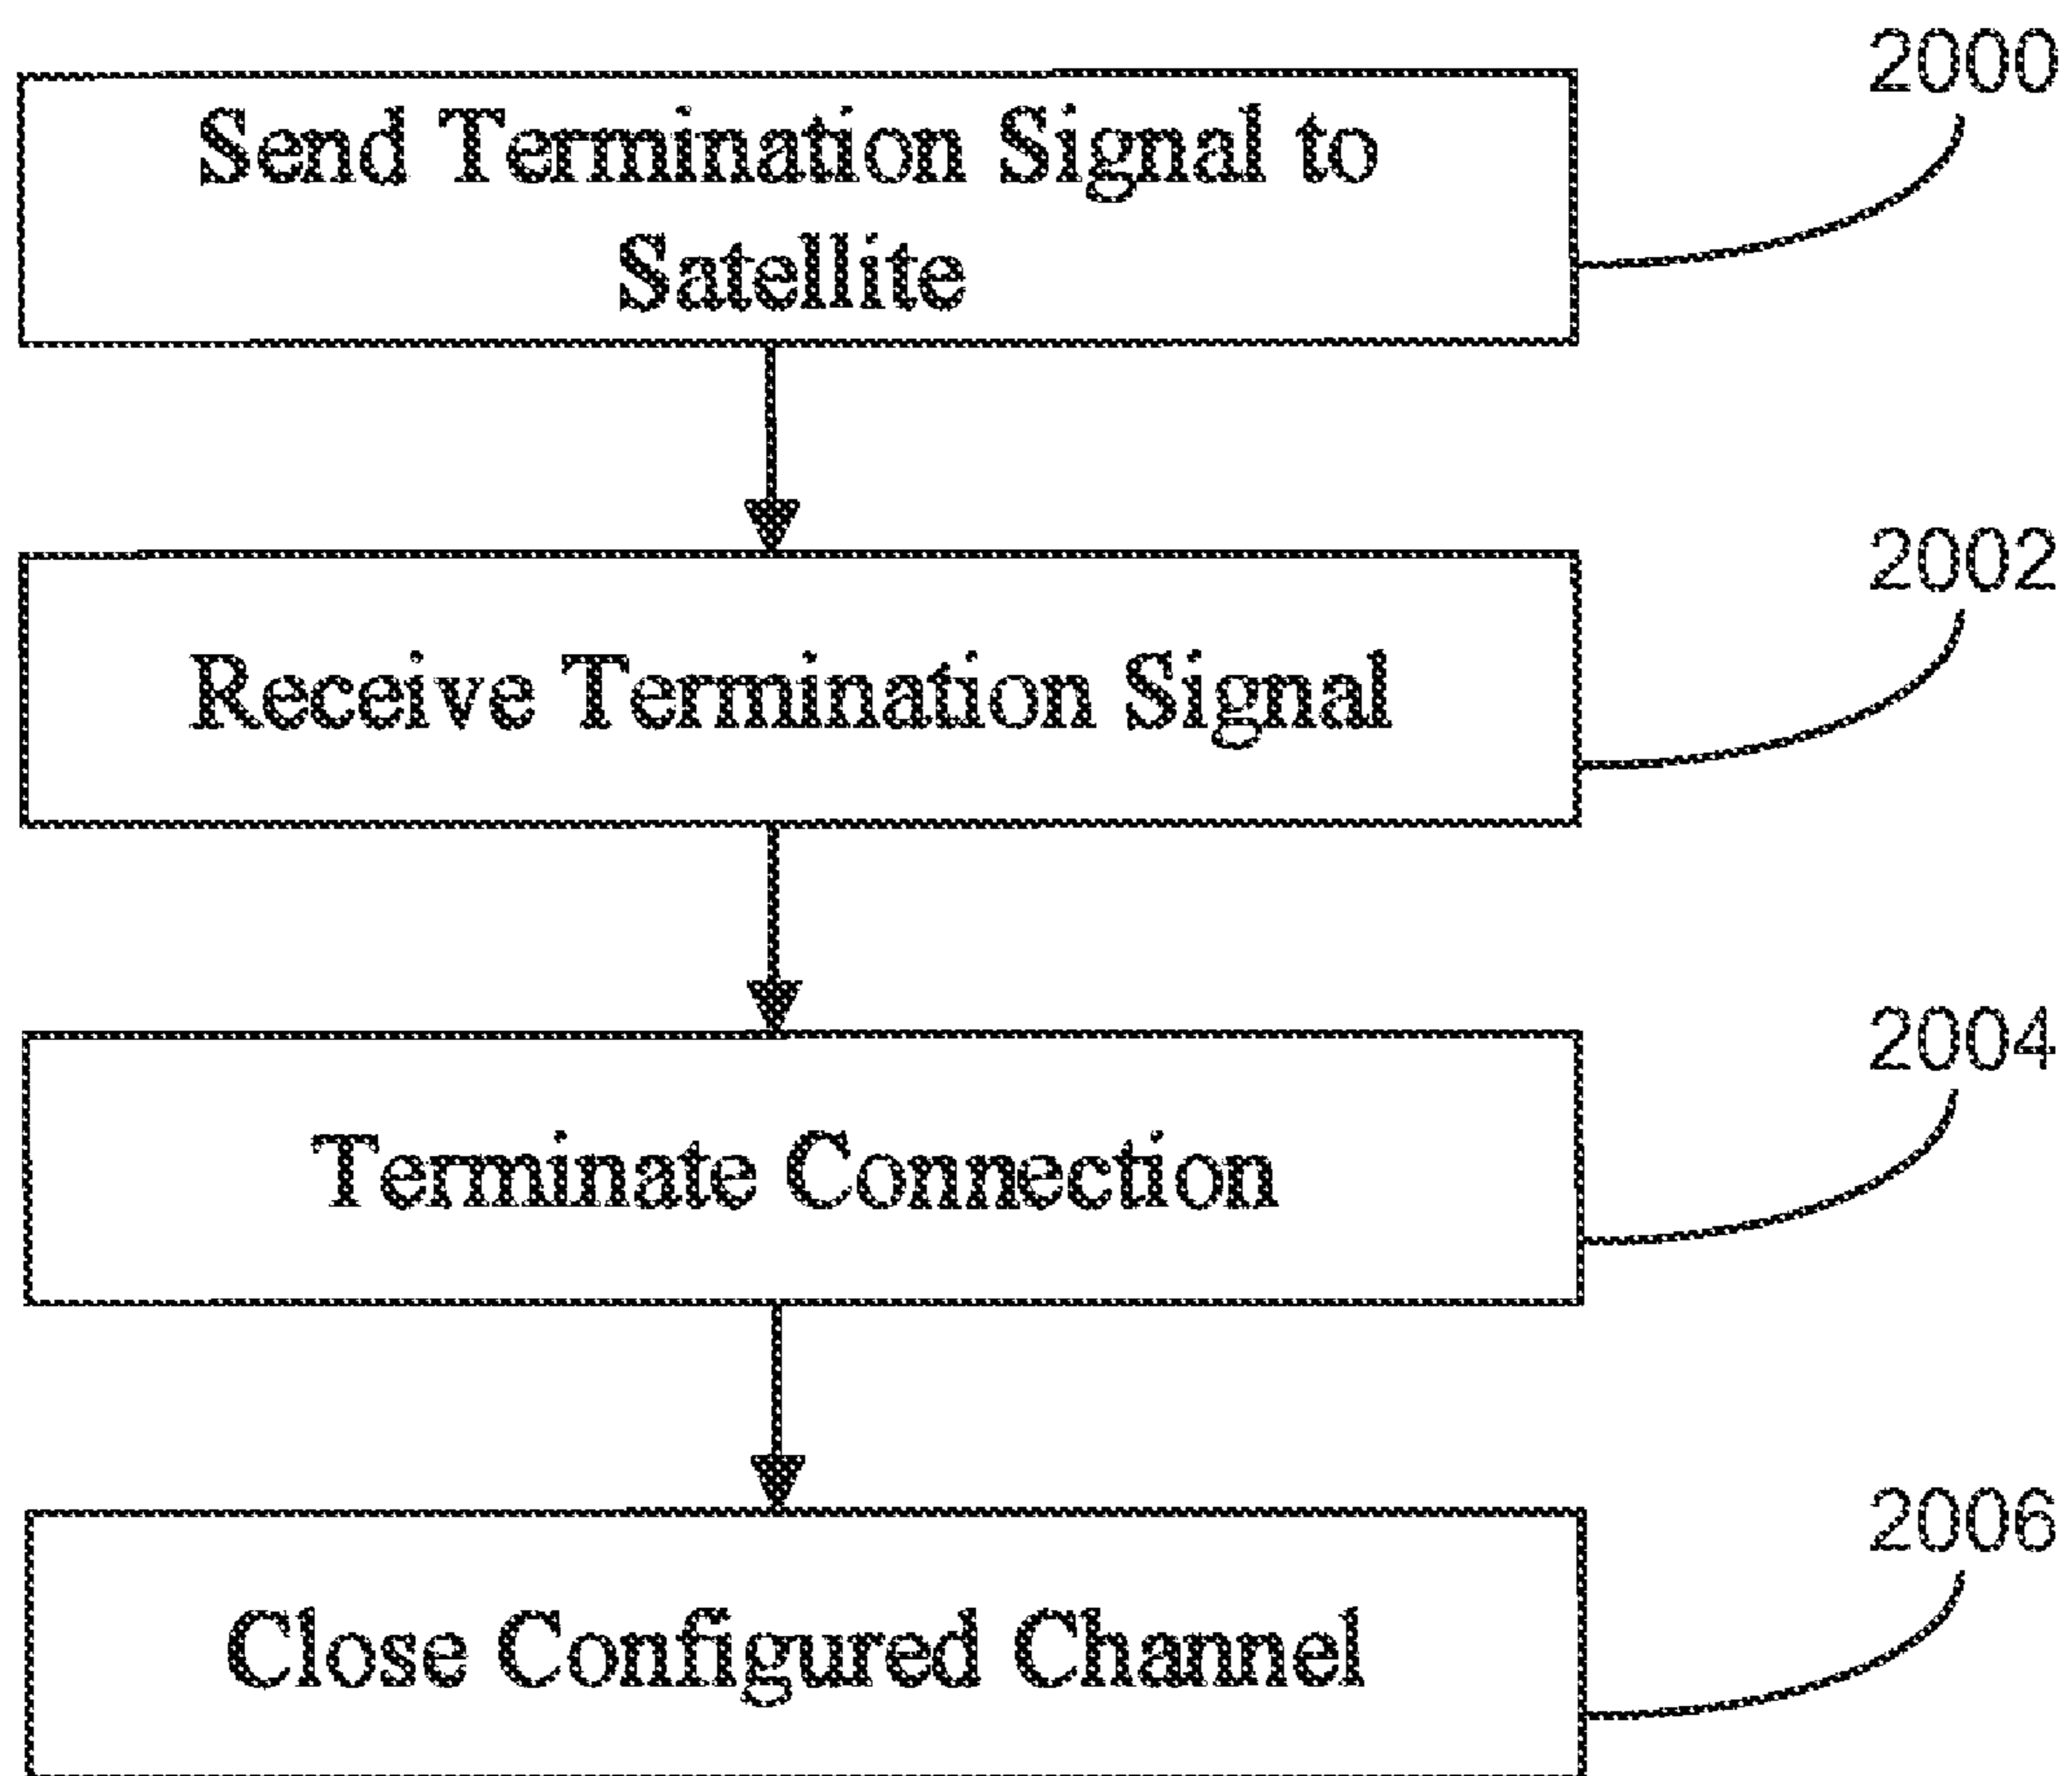 2000
Send Termination Signal to
Satellite
2002
Receive Termination Signal
2004
Terminate Connection
2006
Close Configured Channel